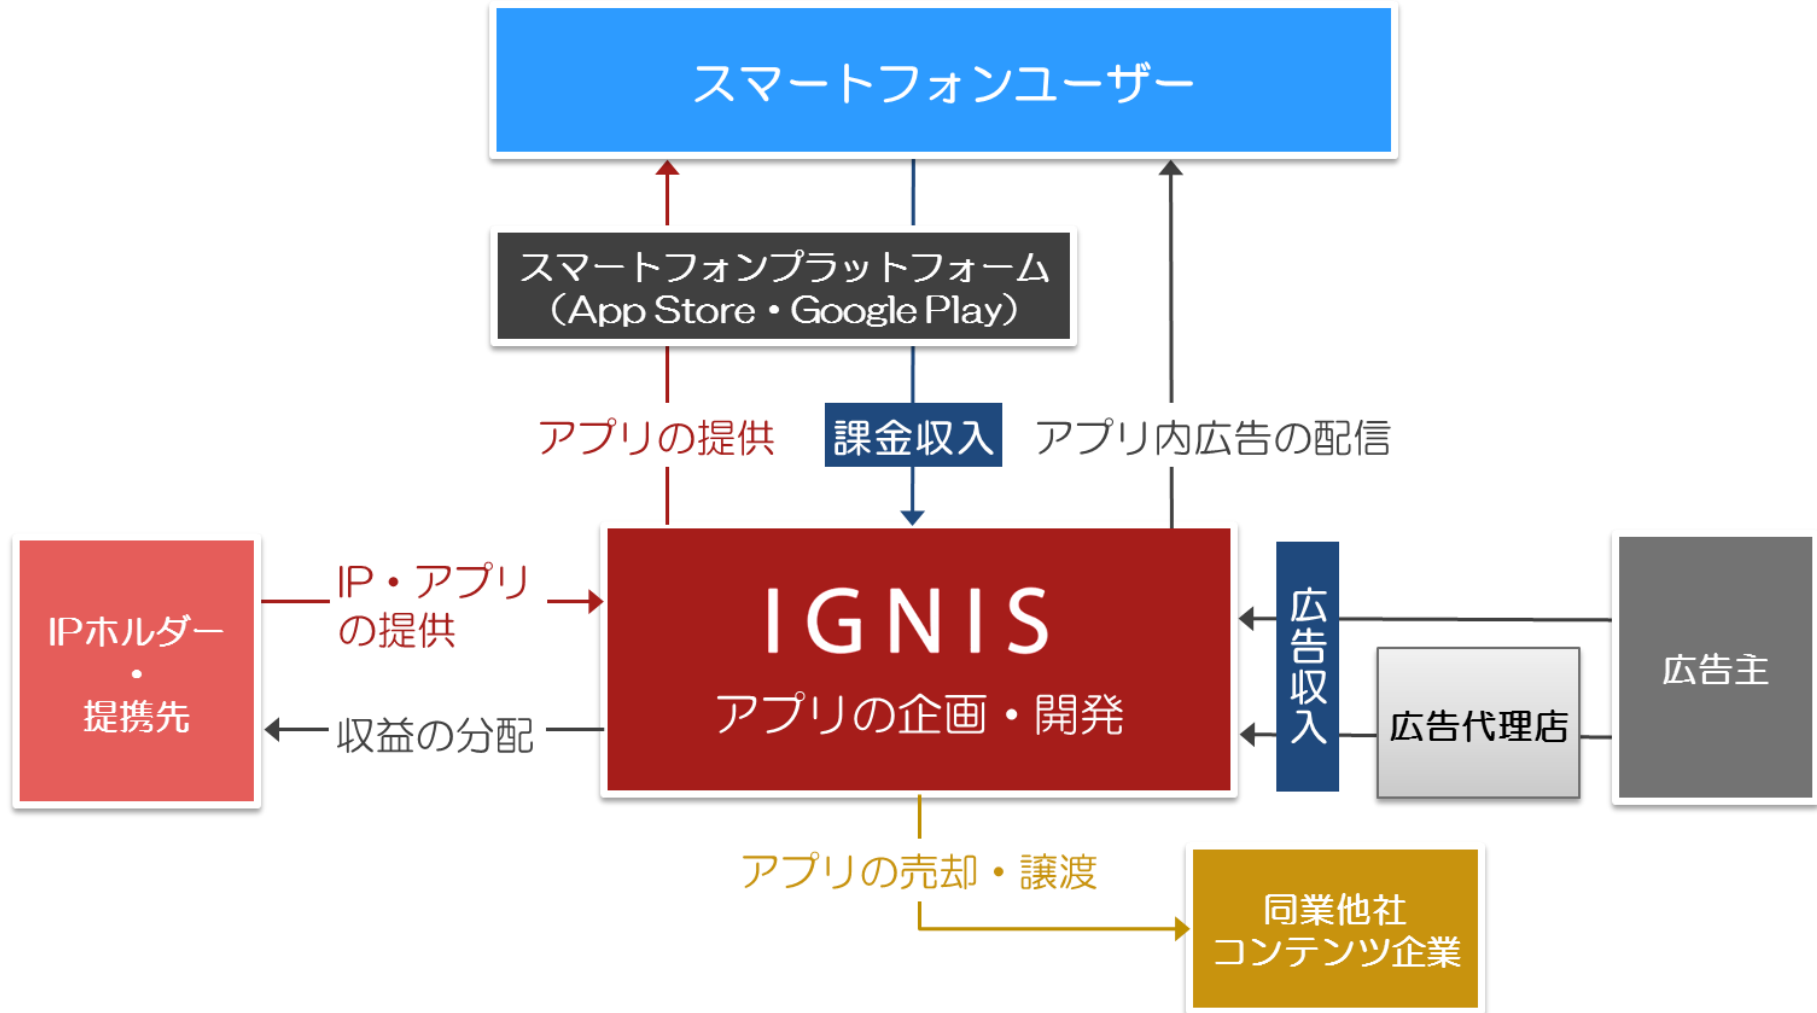 スマートフォンユーザー
スマートフォンプラットフォーム
（App Store・Google Play）
アプリの提供
課金収入
アプリ内広告の配信
IPホルダー
・
提携先
IP・アプリ
の提供
収益の分配
IGNIS
アプリの企画・開発
広告収入
広告代理店
広告主
アプリの売却・譲渡
同業他社
コンテンツ企業